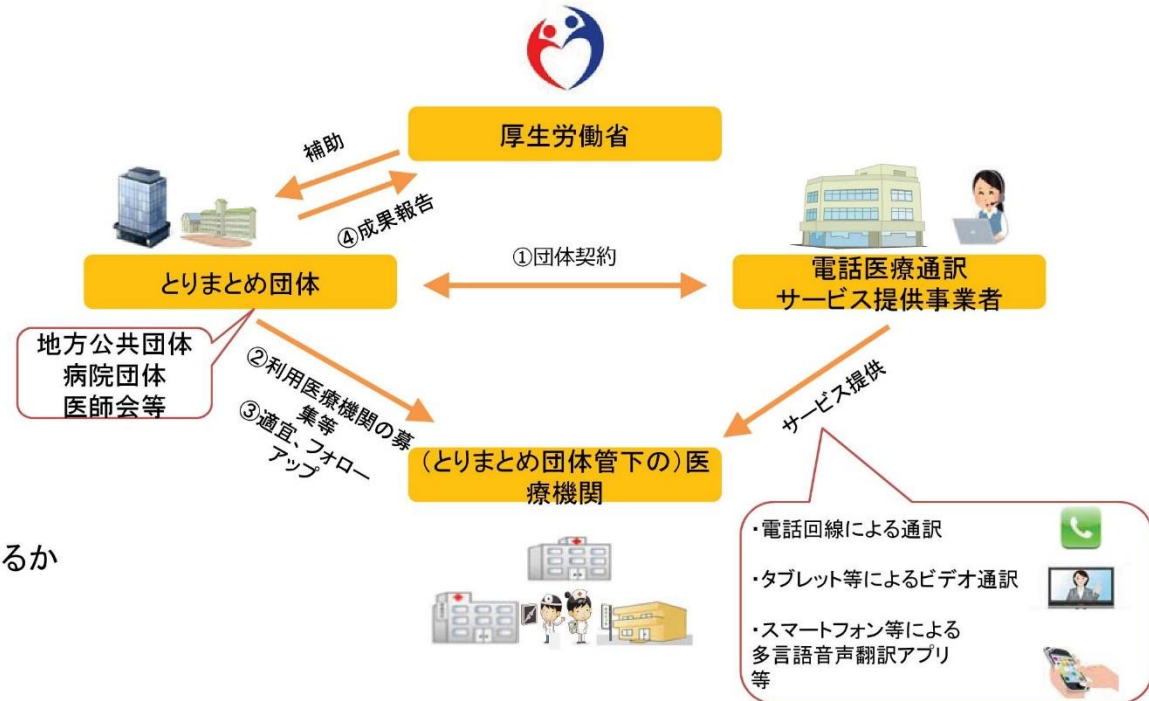 厚生労働省
補助
④成果報告
①団体契約
とりまとめ団体
電話医療通訳
サービス提供事業者
地方公共団体
病院団体
医師会等
②利用医療機関の募
集等
③適宜、フォロー
アップ
サービス提供
(とりまとめ団体管下の)医
療機関
るか
・電話回線による通訳
・タブレット等によるビデオ通訳
・スマートフォン等による
多言語音声翻訳アプリ
等